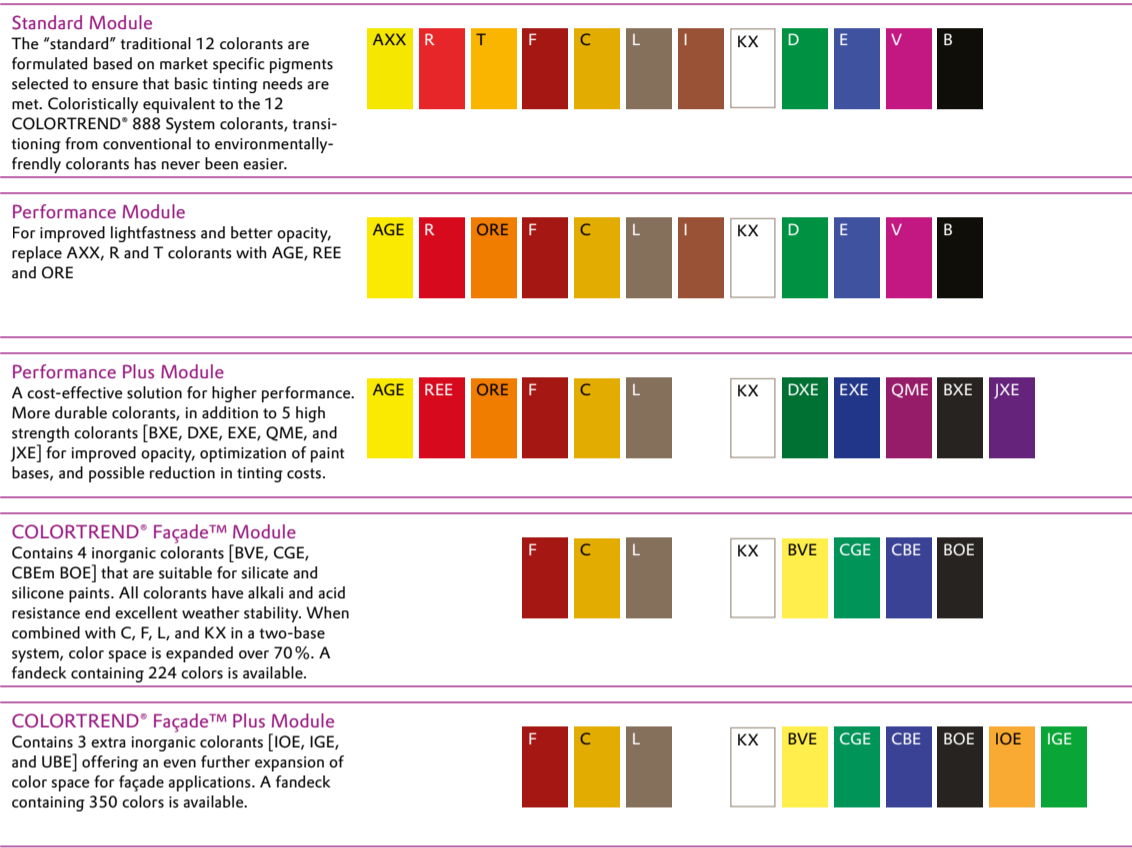 Standard Module
The “standard” traditional 12 colorants are
formulated based on market specific pigments
selected to ensure that basic tinting needs are
met. Coloristically equivalent to the 12
COLORTREND® 888 System colorants, transi-
tioning from conventional to environmentally-
frendly colorants has never been easier.
AXX R T F C L I KX D E V B
Performance Module
For improved lightfastness and better opacity,
replace AXX, R and T colorants with AGE, REE
and ORE
AGE R ORE F C L I KX D E V B
Performance Plus Module
A cost-effective solution for higher performance.
More durable colorants, in addition to 5 high
strength colorants [BXE, DXE, EXE, QME, and
JXE] for improved opacity, optimization of paint
bases, and possible reduction in tinting costs.
AGE REE ORE F C L KX DXE EXE QME BXE JXE
COLORTREND® Façade™ Module
Contains 4 inorganic colorants [BVE, CGE,
CBEm BOE] that are suitable for silicate and
silicone paints. All colorants have alkali and acid
resistance end excellent weather stability. When
combined with C, F, L, and KX in a two-base
system, color space is expanded over 70%. A
fandeck containing 224 colors is available.
F C L KX BVE CGE CBE BOE
COLORTREND® Façade™ Plus Module
Contains 3 extra inorganic colorants [IOE, IGE,
and UBE] offering an even further expansion of
color space for façade applications. A fandeck
containing 350 colors is available.
F C L KX BVE CGE CBE BOE IOE IGE